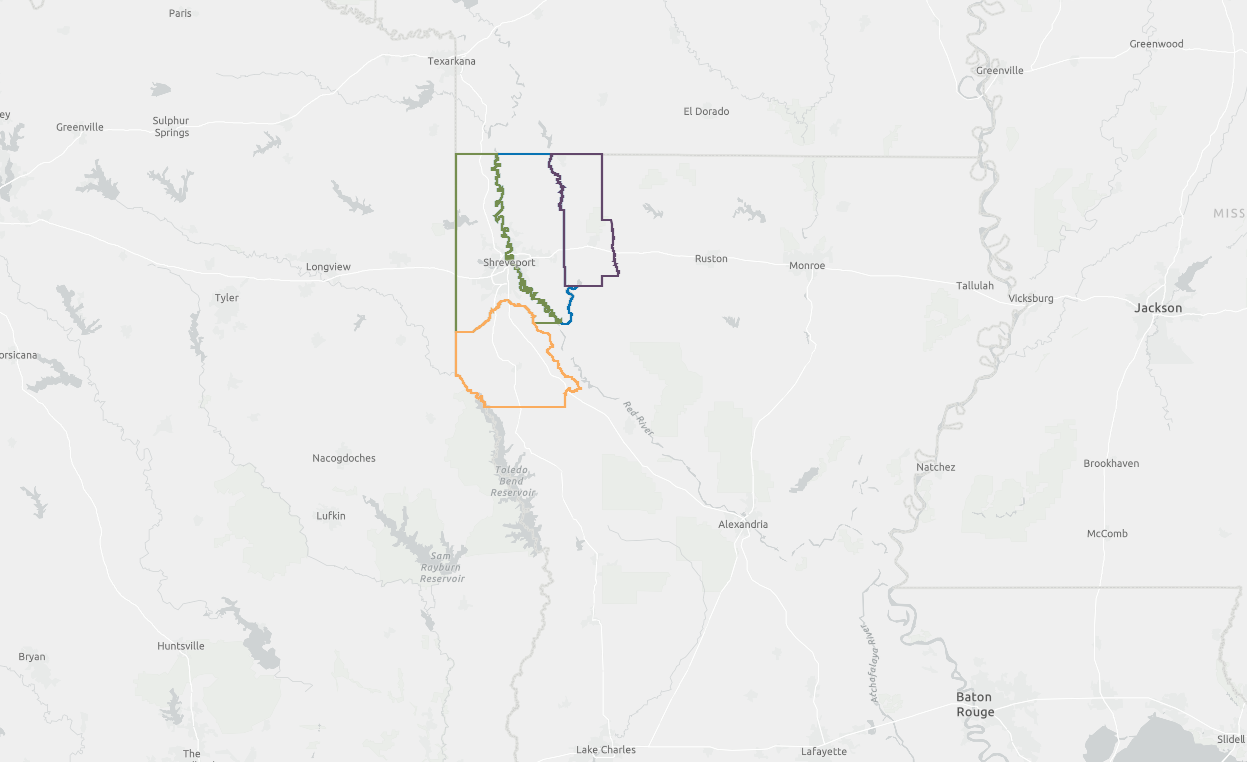 Paris
Greenwood
Texarkana
Greenville
El Dorado
ey
Sulphur
Springs
Greenville
MISS
Longview
Shreveport
Ruston
Monroe
Tallulah
Vicksburg
Jackson
Tyler
orsicana
Red River
Nacogdoches
Toledo
Bend
Reservoir
Natchez
Brookhaven
Lufkin
Alexandria
McComb
Sam
Rayburn
Reservoir
Huntsville
Bryan
Atchafalaya River
Baton
Rouge
The
Lake Charles
Lafayette
Slidell